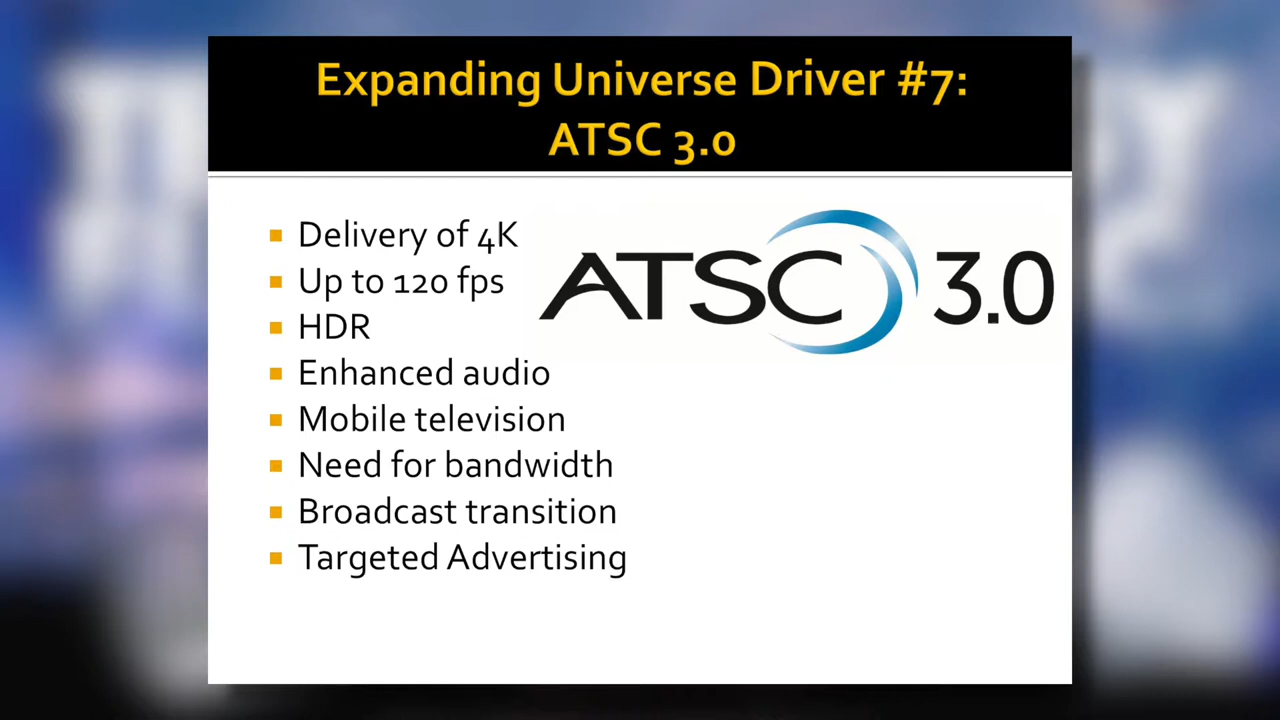 Expanding Universe Driver #7:
ATSC 3.0
Delivery of 4K
Up to 120 fps
HDR
Enhanced audio
Mobile television
Need for bandwidth
Broadcast transition
Targeted Advertising
ATSC 3.0